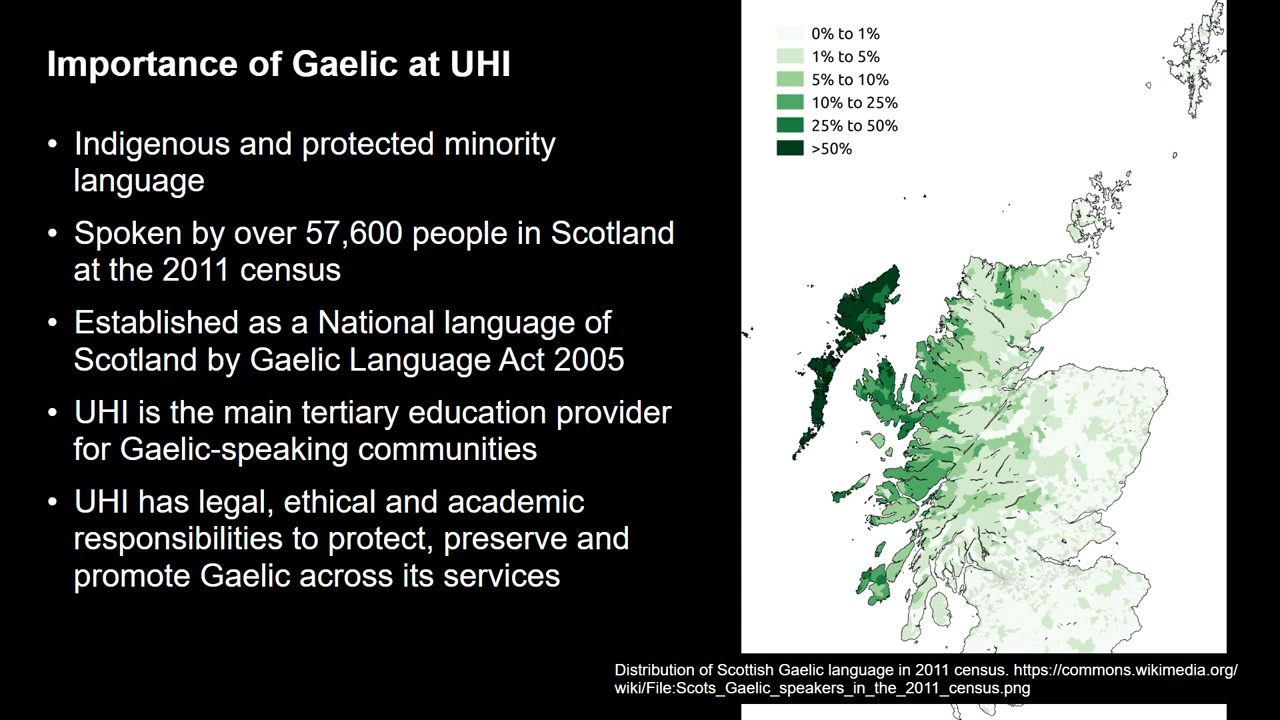 Importance of Gaelic at UHI
• Indigenous and protected minority
language
• Spoken by over 57,600 people in Scotland
at the 2011 census
• Established as a National language of
Scotland by Gaelic Language Act 2005
• UHI is the main tertiary education provider
for Gaelic-speaking communities
• UHI has legal, ethical and academic
responsibilities to protect, preserve and
promote Gaelic across its services
0% to 1%
1% to 5%
5% to 10%
10% to 25%
25% to 50%
>50%
Distribution of Scottish Gaelic language in 2011 census. https://commons.wikimedia.org/
wiki/File:Scots_Gaelic_speakers_in_the_2011_census.png